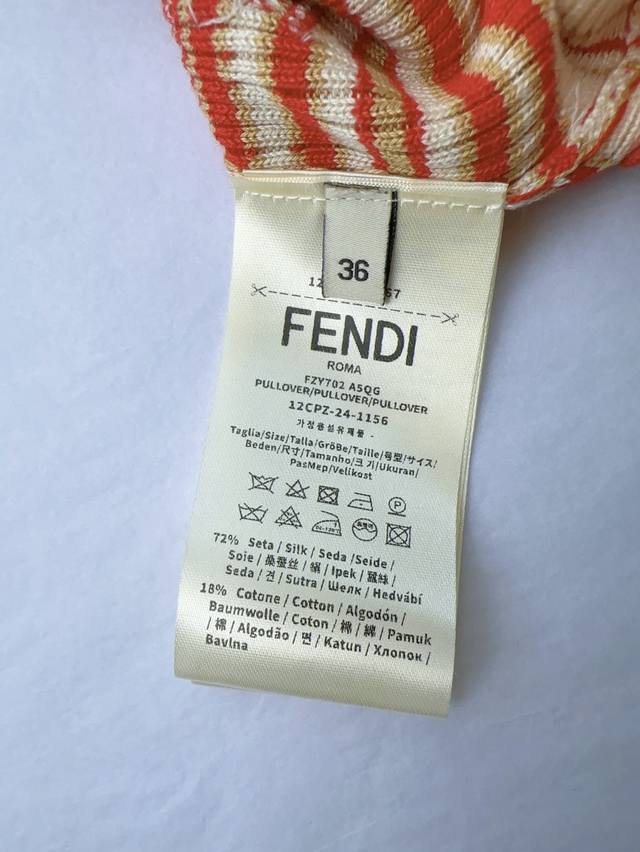 36
12
57
FENDI
ROMA
FZY702 A5QG
PULLOVER/PULLOVER/PULLOVER
12CPZ-24-1156
가정용섬유제품 -
Taglia/Size/Talla/GröBe/Taille/号型/サイズ/
Beden/尺寸/Tamanho/크기/Ukuran/
РаsМер/Velikost
72% Seta / Silk / Seda /Seide/
Soie / 桑蚕丝 / 絹 / Ipek / 蠶絲/
Seda / 견 / Sutra / Шелк / Hedvábí
18% Cotone / Cotton / Algodón /
Baumwolle / Coton / 棉 / 綿 / Pamuk
/ 棉/ Algodão / 면 / Katun / Хлопок /
Bavlna